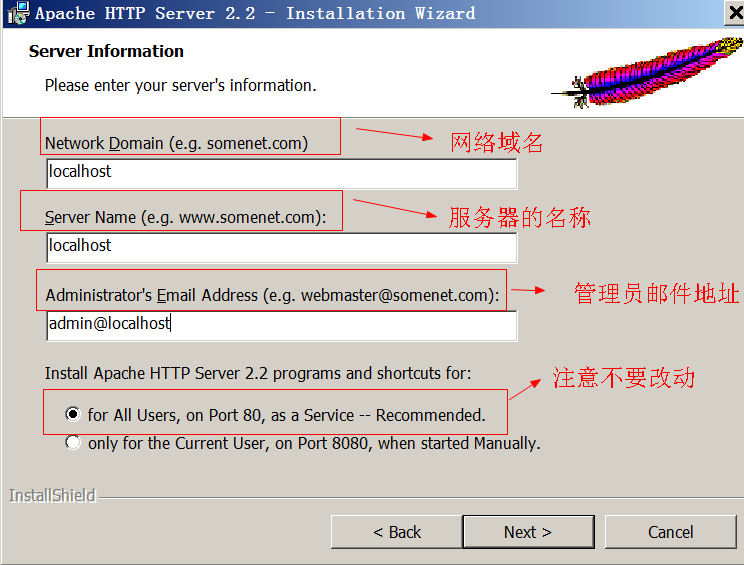 Apache HTTP Server 2.2 - Installation Wizard
Server Information
Please enter your server's information.
Network Domain (e.g. somenet.com)
网络域名
localhost
Server Name (e.g. www.somenet.com):
服务器的名称
localhost
Administrator's Email Address (e.g. webmaster@somenet.com):
管理员邮件地址
admin@localhost
Install Apache HTTP Server 2.2 programs and shortcuts for:
注意不要改动
for All Users, on Port 80, as a Service -- Recommended.
only for the Current User, on Port 8080, when started Manually.
InstallShield
< Back
Next >
Cancel